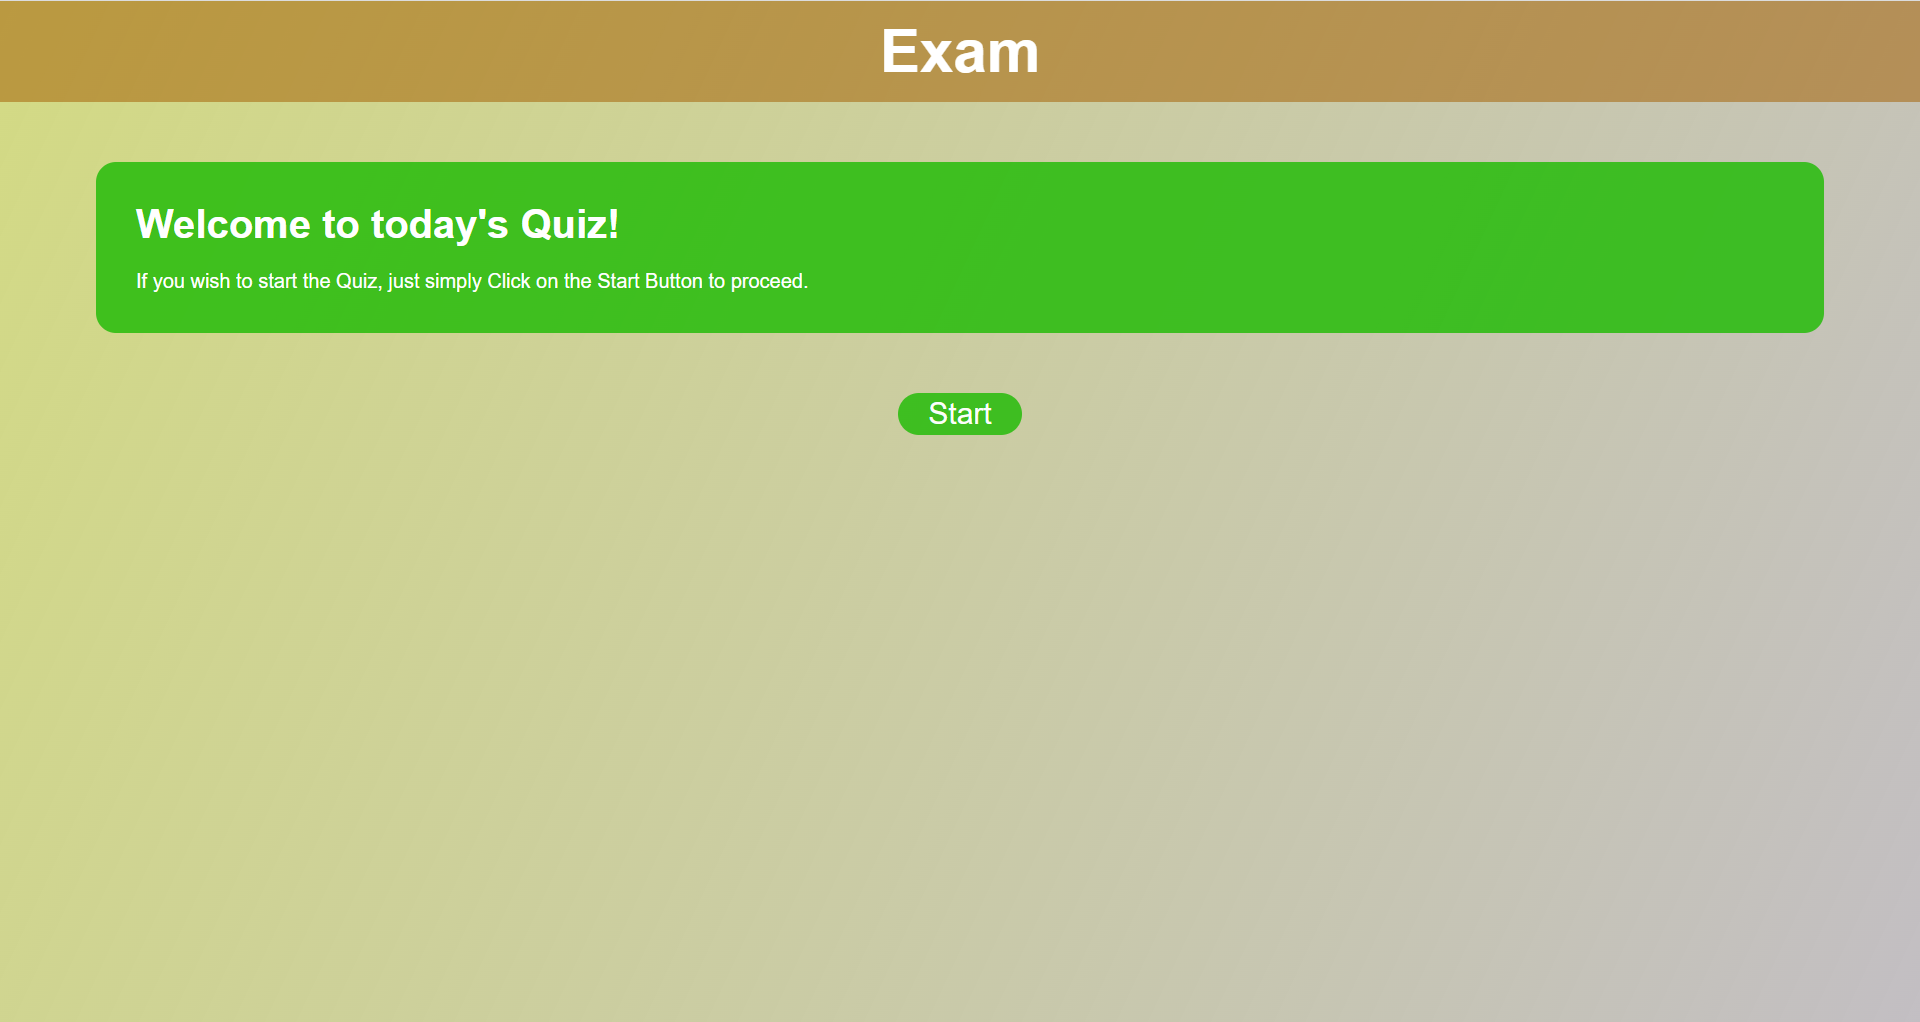 Exam
Welcome to today's Quiz!
If you wish to start the Quiz, just simply Click on the Start Button to proceed.
Start